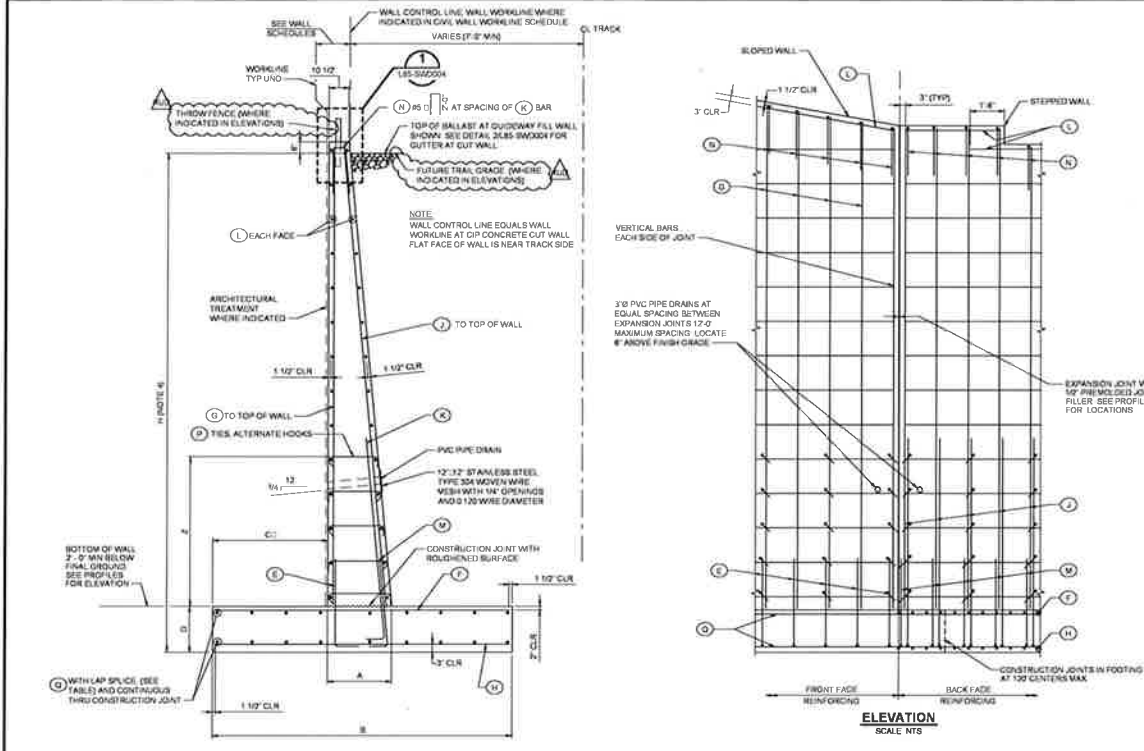 WALL CONTROL LINE, WALL WORKLINE WHERE
INDICATED IN CIVIL WALL WORKLINE SCHEDULE
SEE WALL
SCHEDULES
CL TRACK
WORKLINE
TYP UNO
10 1/2"
1
L85-SWD004
N #5
AT SPACING OF K BAR
THROW FENCE (WHERE
INDICATED IN ELEVATIONS)
TOP OF BALLAST AT GUIDEWAY FILL WALL
SHOWN. SEE DETAIL 2/L85-SWD004 FOR
GUTTER AT CUT WALL
FUTURE TRAIL GRADE (WHERE
INDICATED IN ELEVATIONS)
NOTE:
WALL CONTROL LINE EQUALS WALL
WORKLINE AT CIP CONCRETE CUT WALL
FLAT FACE OF WALL IS NEAR TRACK SIDE
L EACH FACE
ARCHITECTURAL
TREATMENT
WHERE INDICATED
J TO TOP OF WALL
1 1/2" CLR
1 1/2" CLR
H (NOTE 4)
G TO TOP OF WALL
K
P TIES, ALTERNATE HOOKS
PVC PIPE DRAIN
12
12"x12" STAINLESS STEEL
TYPE 304 WOVEN WIRE
MESH WITH 1/4" OPENINGS
AND 0.120 WIRE DIAMETER
Z
M
BOTTOM OF WALL
2'-0" MIN BELOW
FINAL GROUND
SEE PROFILES
FOR ELEVATION
CONSTRUCTION JOINT WITH
ROUGHENED SURFACE
E
F
1 1/2" CLR
D
2" CLR
3" CLR
H
A
Q WITH LAP SPLICE, (SEE
TABLE) AND CONTINUOUS
THRU CONSTRUCTION JOINT
1 1/2" CLR
B
SLOPED WALL
L
1 1/2" CLR
3" CLR
3" (TYP)
1'-6"
STEPPED WALL
L
N
N
G
VERTICAL BARS
EACH SIDE OF JOINT
3"Ø PVC PIPE DRAINS AT
EQUAL SPACING BETWEEN
EXPANSION JOINTS 12'-0"
MAXIMUM SPACING LOCATE
6" ABOVE FINISH GRADE
EXPANSION JOINT W
1/2" PREMOLDED JO
FILLER SEE PROFIL
FOR LOCATIONS
J
E
M
F
Q
H
CONSTRUCTION JOINTS IN FOOTING
AT 120' CENTERS MAX
FRONT FACE
REINFORCING
BACK FACE
REINFORCING
ELEVATION
SCALE NTS